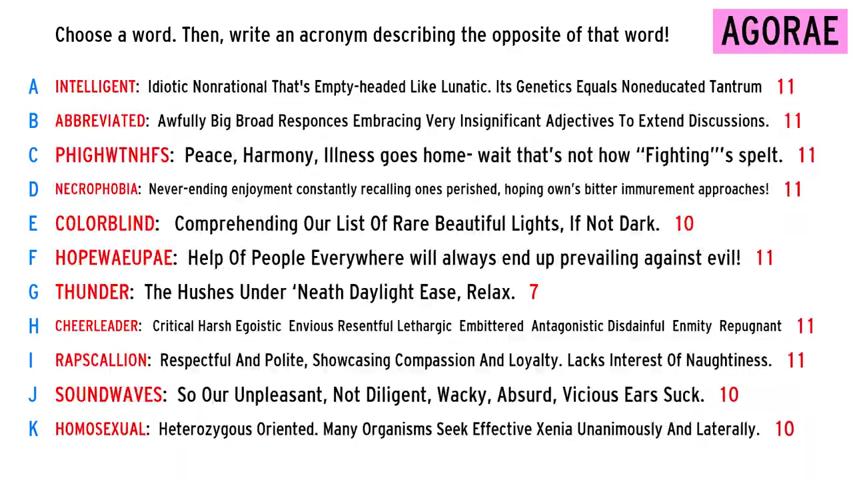 Choose a word. Then, write an acronym describing the opposite of that word!
AGORAE
A INTELLIGENT: Idiotic Nonrational That's Empty-headed Like Lunatic. Its Genetics Equals Noneducated Tantrum 11
B ABBREVIATED: Awfully Big Broad Responces Embracing Very Insignificant Adjectives To Extend Discussions. 11
C PHIGHWTNHFS: Peace, Harmony, Illness goes home- wait that's not how “Fighting”'s spelt. 11
D NECROPHOBIA: Never-ending enjoyment constantly recalling ones perished, hoping own's bitter immurement approaches! 11
E COLORBLIND: Comprehending Our List Of Rare Beautiful Lights, If Not Dark. 10
F HOPEWAEUPAE: Help Of People Everywhere will always end up prevailing against evil! 11
G THUNDER: The Hushes Under ‘Neath Daylight Ease, Relax. 7
H CHEERLEADER: Critical Harsh Egoistic Envious Resentful Lethargic Embittered Antagonistic Disdainful Enmity Repugnant 11
I RAPSCALLION: Respectful And Polite, Showcasing Compassion And Loyalty. Lacks Interest Of Naughtiness. 11
J SOUNDWAVES: So Our Unpleasant, Not Diligent, Wacky, Absurd, Vicious Ears Suck. 10
K HOMOSEXUAL: Heterozygous Oriented. Many Organisms Seek Effective Xenia Unanimously And Laterally. 10